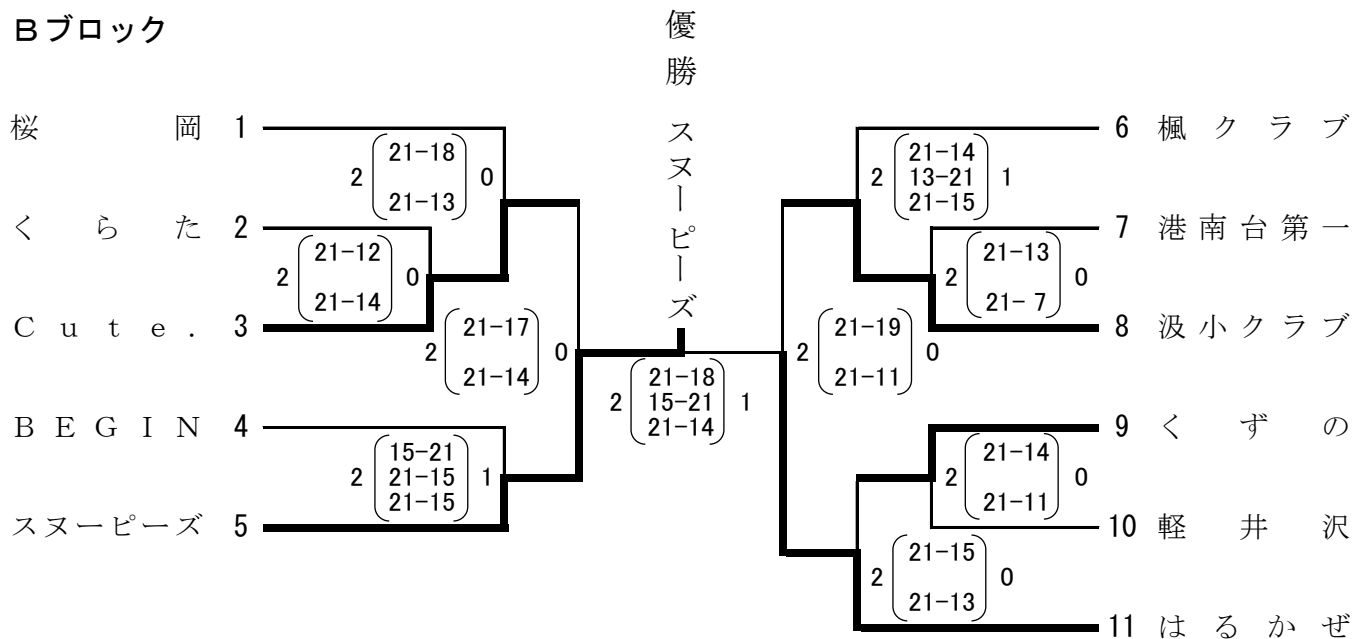 Bブロック
優勝 スヌーピーズ
桜岡 1
2 21-18 0
21-13
くらた 2
2 21-12 0
21-14
Cute. 3
2 21-17 0
21-14
BEGIN 4
2 15-21 1
21-15
21-15
スヌーピーズ 5
21-18
2 15-21 1
21-14
6 楓クラブ
21-14
2 13-21 1
21-15
7 港南台第一
2 21-13 0
21- 7
8 汲小クラブ
2 21-19 0
21-11
9 くずの
2 21-14 0
21-11
10 軽井沢
2 21-15 0
21-13
11 はるかぜ